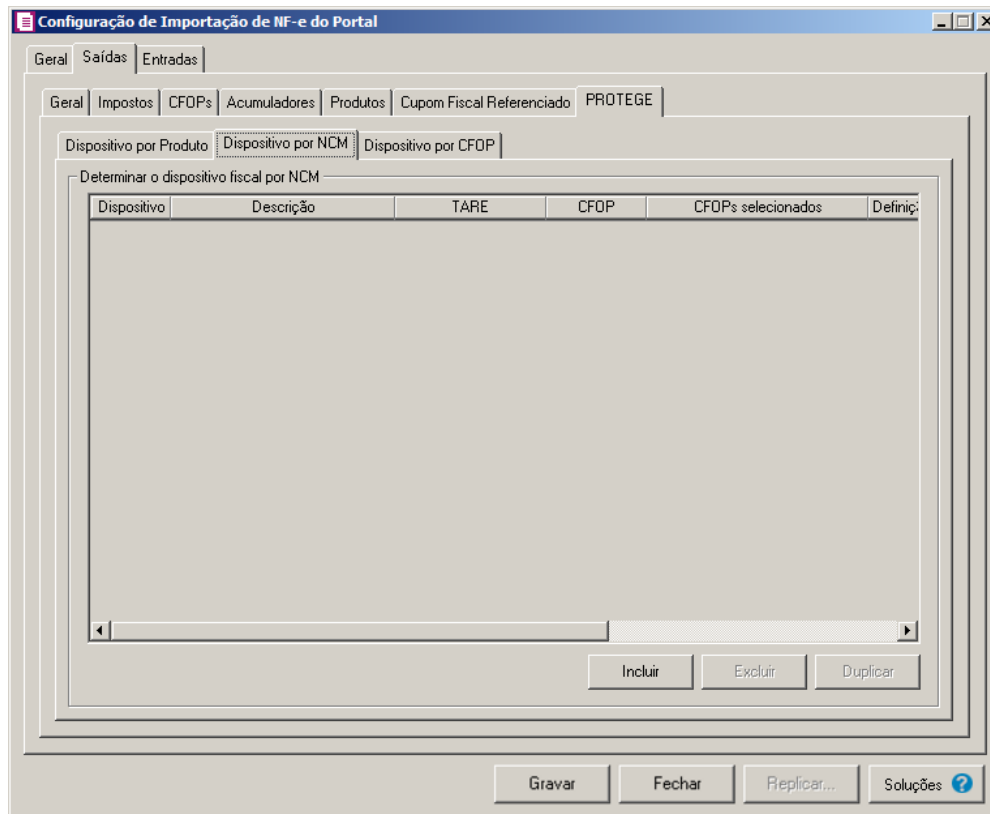 Configuração de Importação de NF-e do Portal
Geral Saídas Entradas
Geral Impostos CFOPs Acumuladores Produtos Cupom Fiscal Referenciado PROTEGE
Dispositivo por Produto Dispositivo por NCM Dispositivo por CFOP
Determinar o dispositivo fiscal por NCM
Dispositivo Descrição TARE CFOP CFOPs selecionados Definiç
Incluir Excluir Duplicar
Gravar Fechar Replicar... Soluções ?